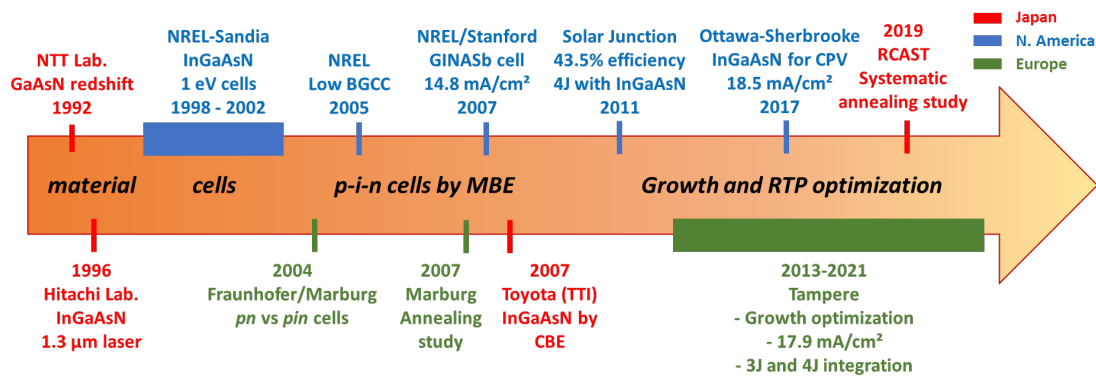 NTT Lab.
GaAsN redshift
1992
NREL-Sandia
InGaAsN
1 eV cells
1998 - 2002
NREL
Low BGCC
2005
NREL/Stanford
GINASb cell
14.8 mA/cm²
2007
Solar Junction
43.5% efficiency
4J with InGaAsN
2011
Ottawa-Sherbrooke
InGaAsN for CPV
18.5 mA/cm²
2017
2019
RCAST
Systematic
annealing study
Japan
N. America
Europe
material
cells
p-i-n cells by MBE
Growth and RTP optimization
1996
Hitachi Lab.
InGaAsN
1.3 µm laser
2004
Fraunhofer/Marburg
pn vs pin cells
2007
Marburg
Annealing
study
2007
Toyota (TTI)
InGaAsN by
CBE
2013-2021
Tampere
- Growth optimization
- 17.9 mA/cm²
- 3J and 4J integration